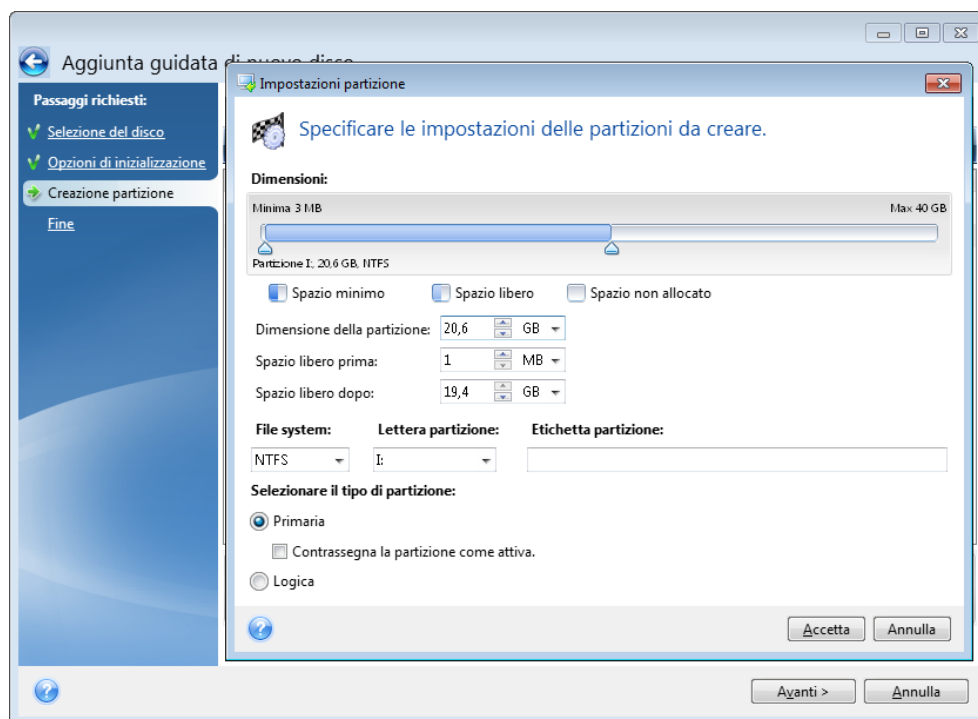 Aggiunta guidata di nuovo disco
Passaggi richiesti:
Selezione del disco
Opzioni di inizializzazione
Creazione partizione
Fine
Impostazioni partizione
Specificare le impostazioni delle partizioni da creare.
Dimensioni:
Minima 3 MB
Max 40 GB
Partizione I:, 20,6 GB, NTFS
Spazio minimo
Spazio libero
Spazio non allocato
Dimensione della partizione: 20,6 GB
Spazio libero prima: 1 MB
Spazio libero dopo: 19,4 GB
File system: Lettera partizione: Etichetta partizione:
NTFS I:
Selezionare il tipo di partizione:
Primaria
Contrassegna la partizione come attiva.
Logica
Accetta Annulla
Avanti > Annulla